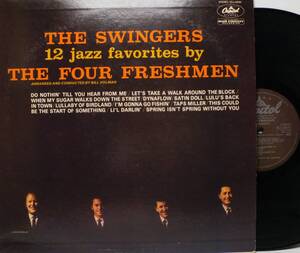 Capitol
THE SWINGERS
12 jazz favorites by
THE FOUR FRESHMEN
ARRANGED AND CONDUCTED BY BILL HOLMAN
DO NOTHIN' TILL YOU HEAR FROM ME / LET'S TAKE A WALK AROUND THE BLOCK /
WHEN MY SUGAR WALKS DOWN THE STREET / DYNAFLOW / SATIN DOLL / LULU'S BACK
IN TOWN / LULLABY OF BIRDLAND / I'M GONNA GO FISHIN' / TAPS MILLER / THIS COULD
BE THE START OF SOMETHING / LI'L DARLIN' / SPRING ISN'T SPRING WITHOUT YOU